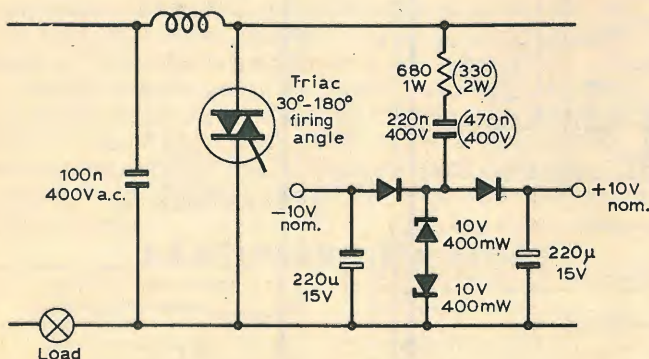 Triac
30°-180°
firing
angle
680 (330)
1W 2W
220n (470n)
400V 400V
100n
400V a.c.
-10V
nom.
+10V
nom.
10V
400mW
10V
400mW
220µ
15V
220µ
15V
Load